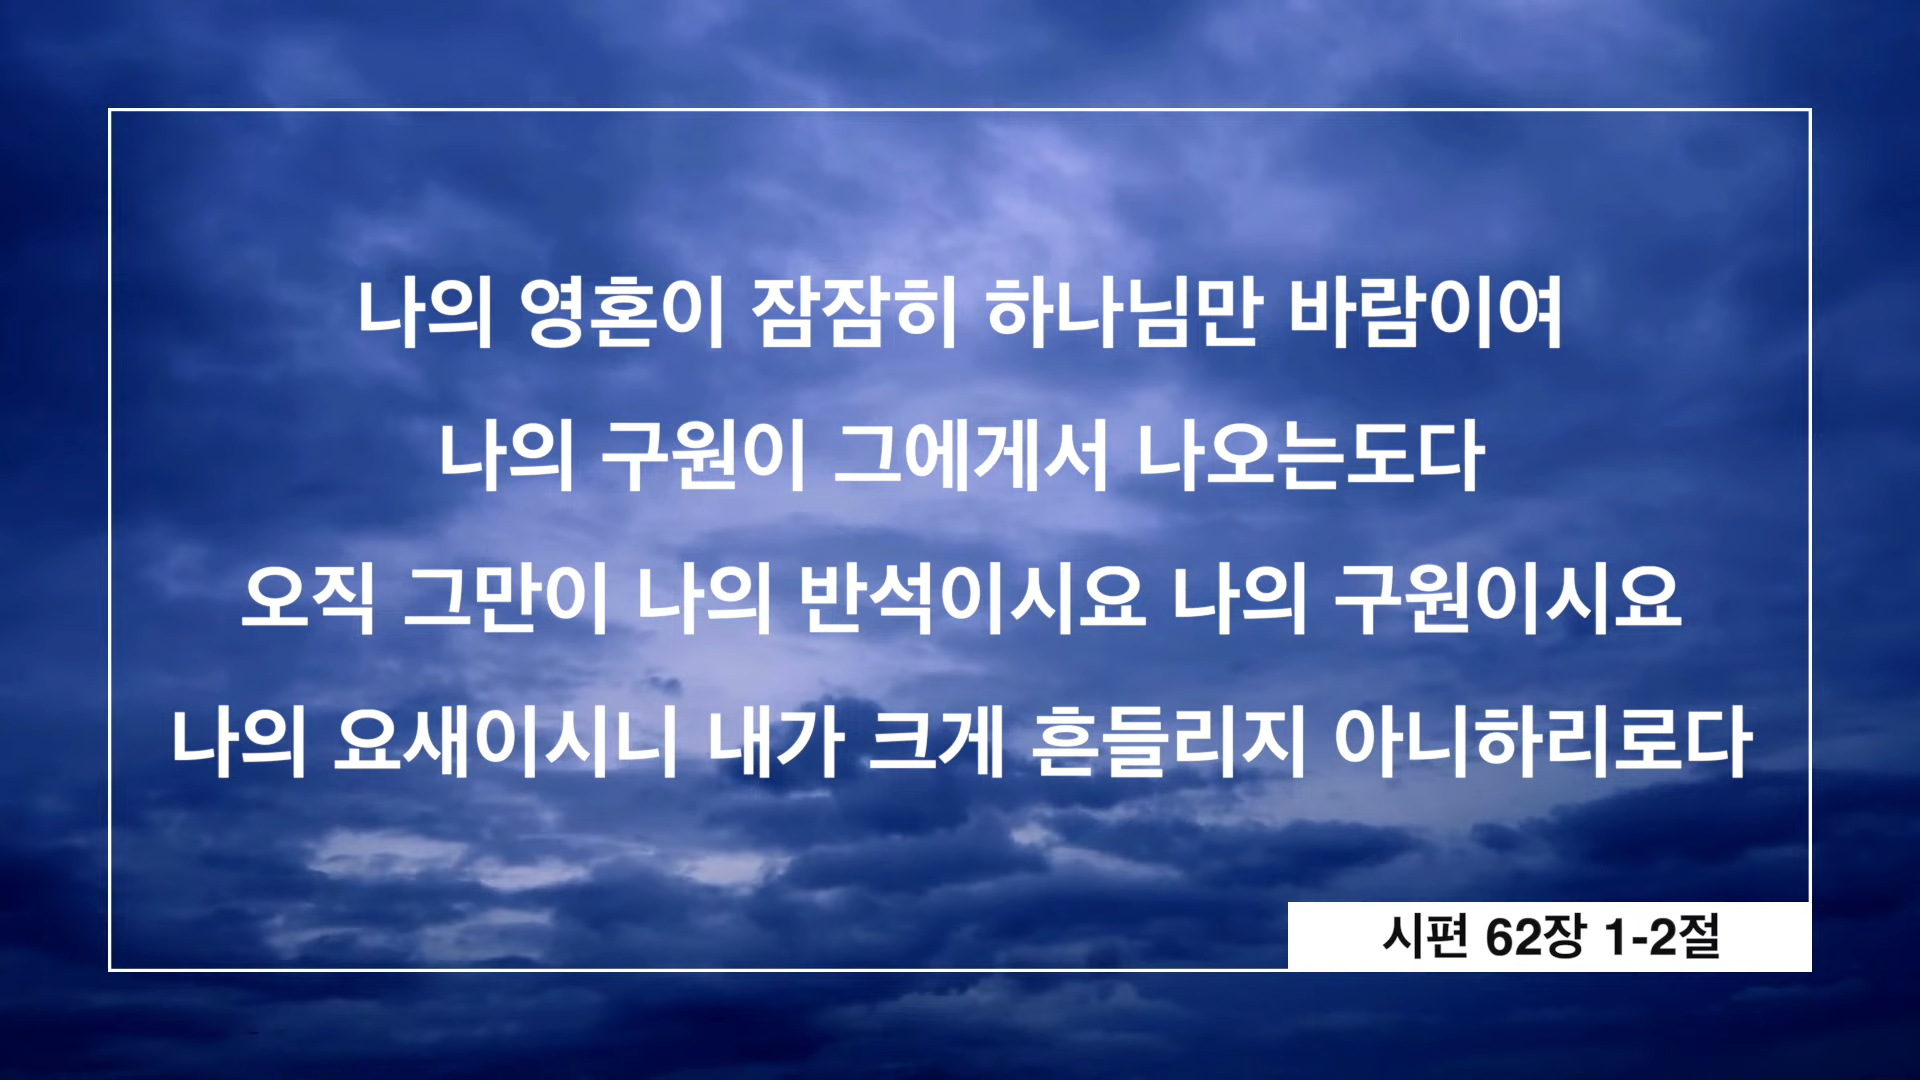 나의 영혼이 잠잠히 하나님만 바람이여
나의 구원이 그에게서 나오는도다
오직 그만이 나의 반석이시요 나의 구원이시요
나의 요새이시니 내가 크게 흔들리지 아니하리로다
시편 62장 1-2절